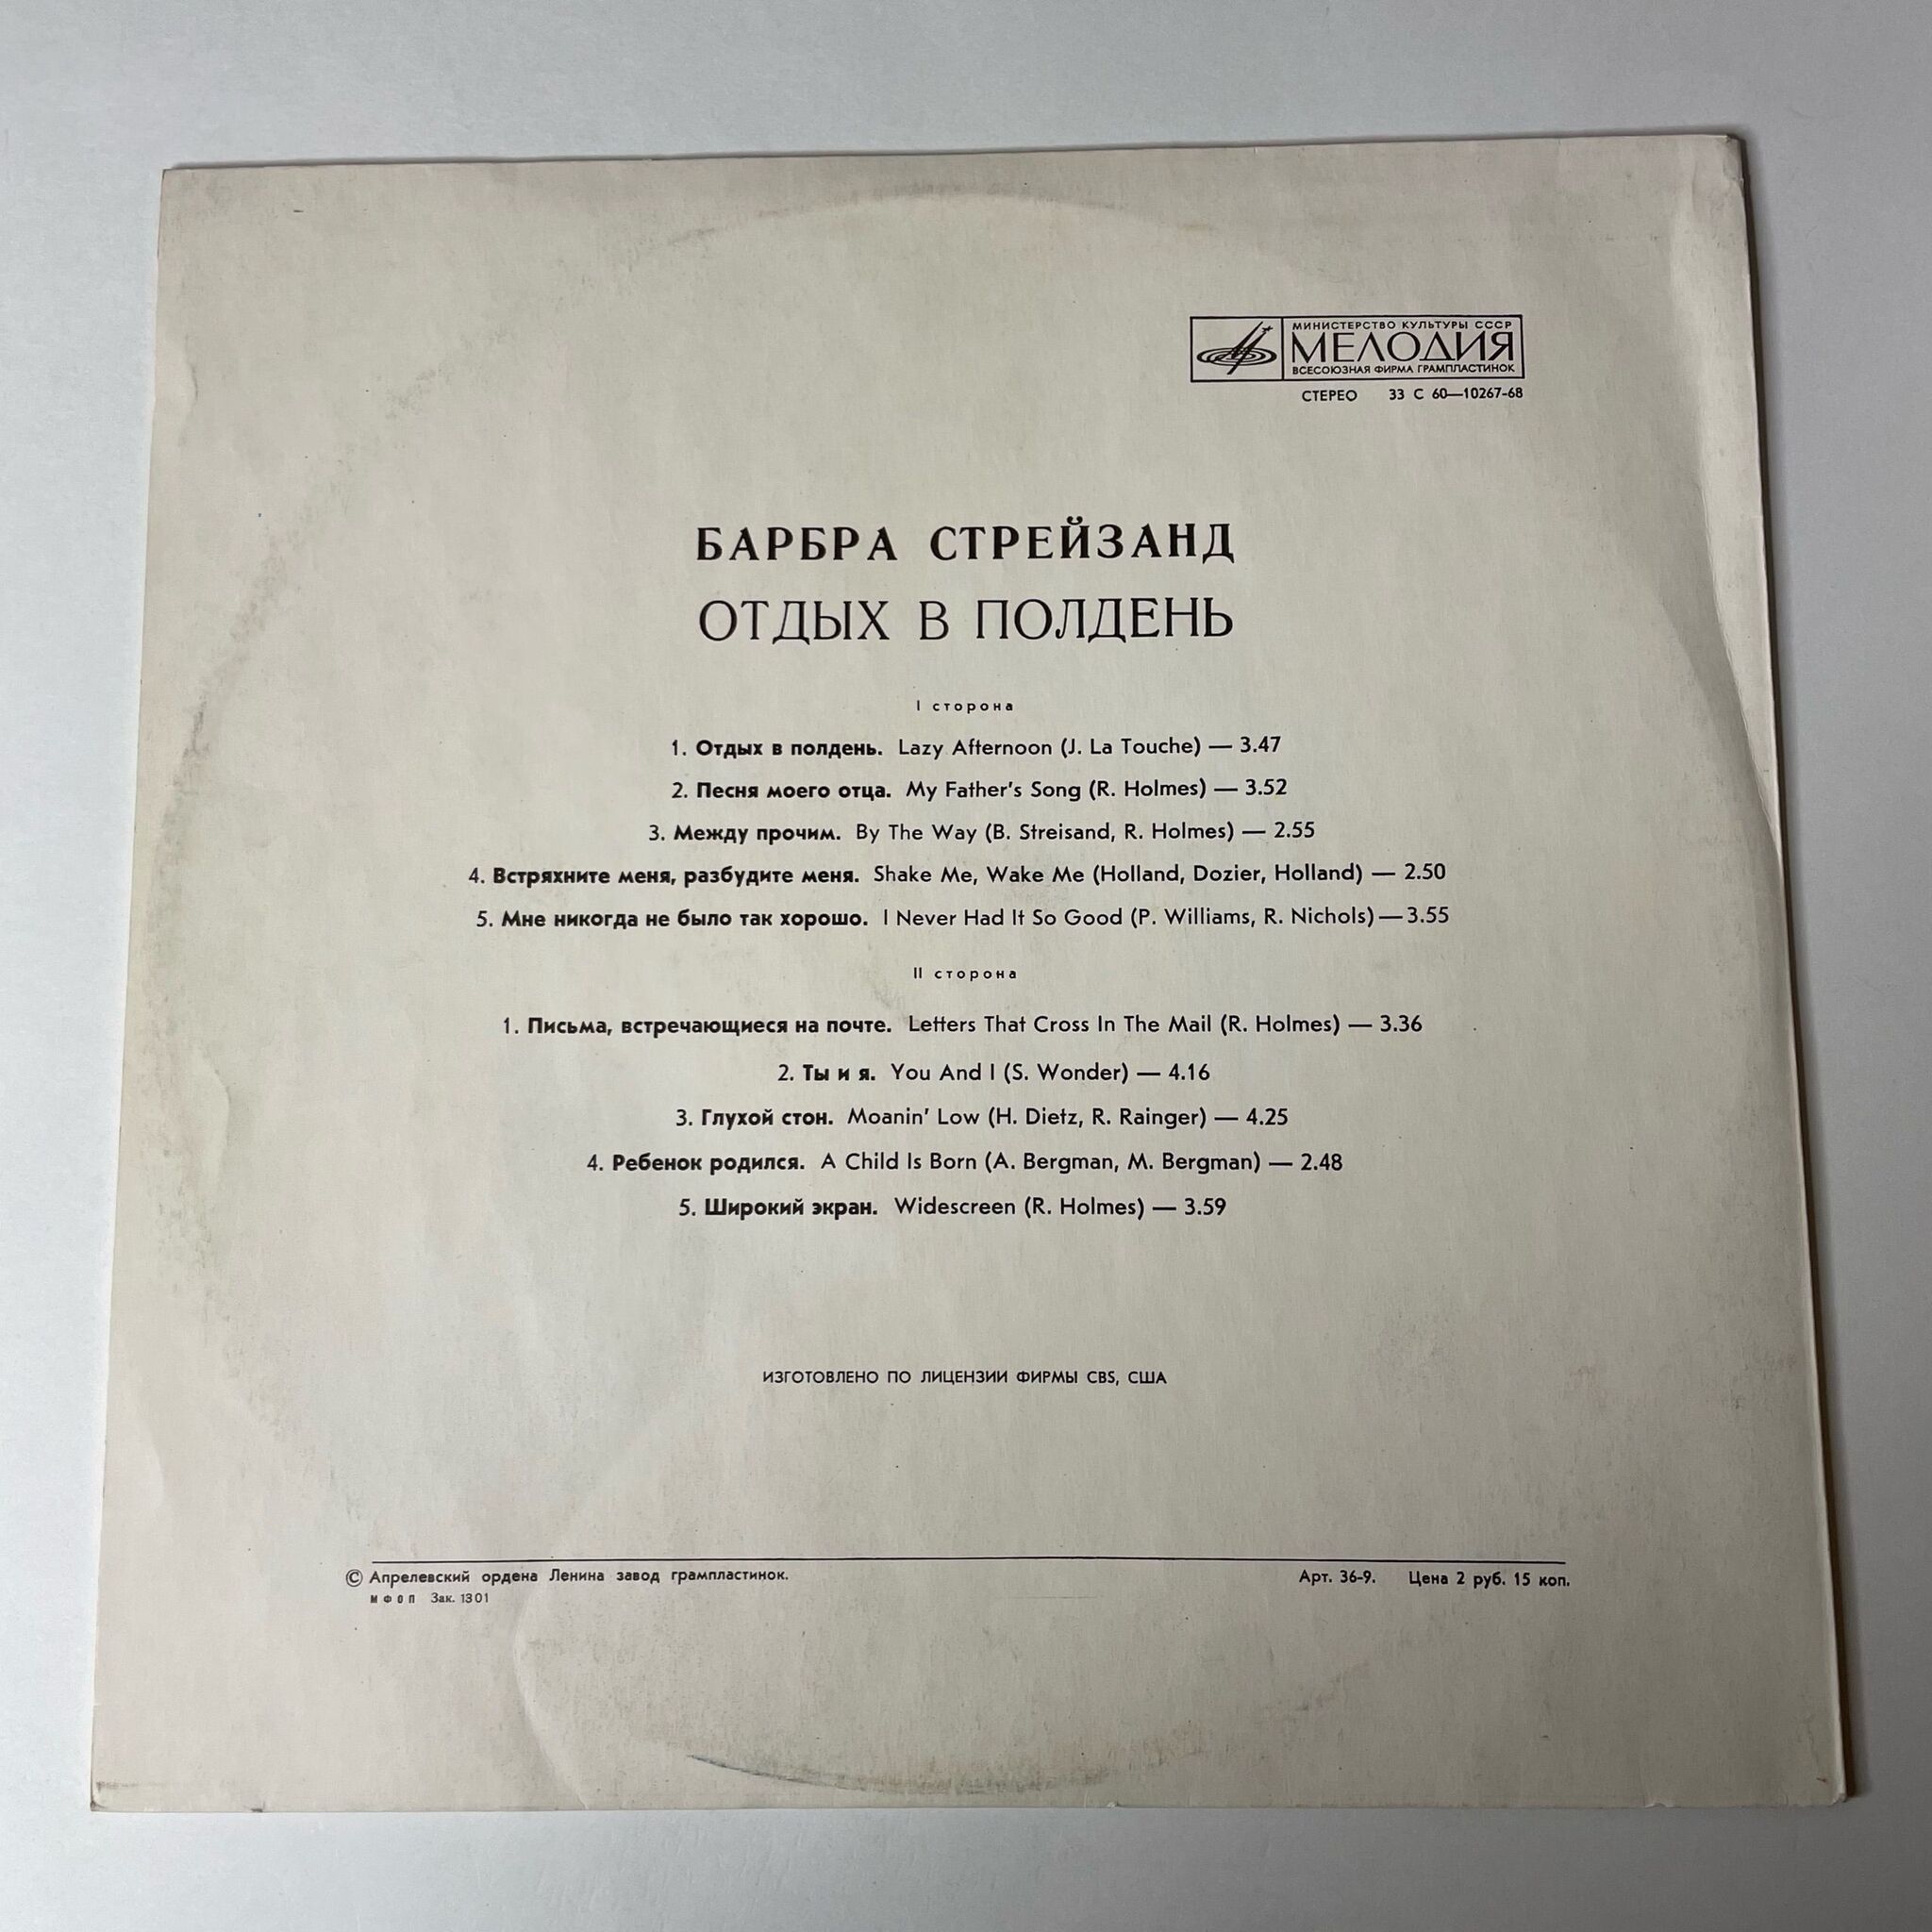 МИНИСТЕРСТВО КУЛЬТУРЫ СССР
МЕЛОДИЯ
ВСЕСОЮЗНАЯ ФИРМА ГРАМПЛАСТИНОК
СТЕРЕО 33 С 60—10267-68
БАРБРА СТРЕЙЗАНД
ОТДЫХ В ПОЛДЕНЬ
I сторона
1. Отдых в полдень. Lazy Afternoon (J. La Touche) — 3.47
2. Песня моего отца. My Father's Song (R. Holmes) — 3.52
3. Между прочим. By The Way (B. Streisand, R. Holmes) — 2.55
4. Встряхните меня, разбудите меня. Shake Me, Wake Me (Holland, Dozier, Holland) — 2.50
5. Мне никогда не было так хорошо. I Never Had It So Good (P. Williams, R. Nichols) — 3.55
II сторона
1. Письма, встречающиеся на почте. Letters That Cross In The Mail (R. Holmes) — 3.36
2. Ты и я. You And I (S. Wonder) — 4.16
3. Глухой стон. Moanin' Low (H. Dietz, R. Rainger) — 4.25
4. Ребенок родился. A Child Is Born (A. Bergman, M. Bergman) — 2.48
5. Широкий экран. Widescreen (R. Holmes) — 3.59
ИЗГОТОВЛЕНО ПО ЛИЦЕНЗИИ ФИРМЫ CBS, США
© Апрелевский ордена Ленина завод грампластинок. Арт. 36-9. Цена 2 руб. 15 коп.
МФОП Зак. 1301